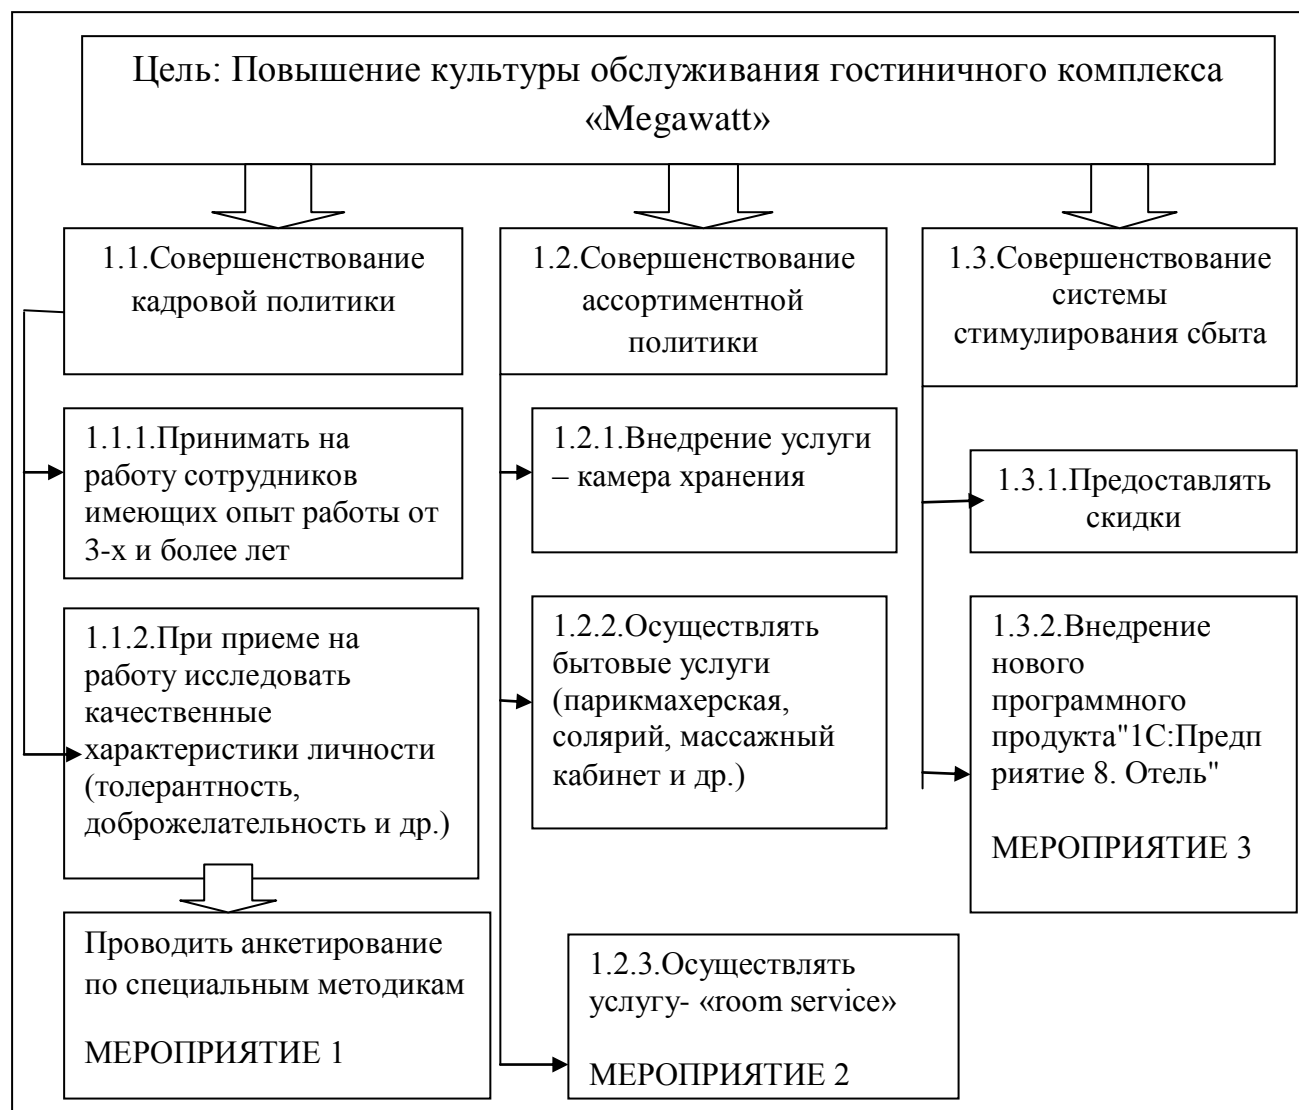 Цель: Повышение культуры обслуживания гостиничного комплекса
«Megawatt»
1.1.Совершенствование
кадровой политики
1.2.Совершенствование
ассортиментной
политики
1.3.Совершенствование
системы
стимулирования сбыта
1.1.1.Принимать на
работу сотрудников
имеющих опыт работы от
3-х и более лет
1.2.1.Внедрение услуги
– камера хранения
1.3.1.Предоставлять
скидки
1.1.2.При приеме на
работу исследовать
качественные
характеристики личности
(толерантность,
доброжелательность и др.)
1.2.2.Осуществлять
бытовые услуги
(парикмахерская,
солярий, массажный
кабинет и др.)
1.3.2.Внедрение
нового
программного
продукта"1С:Предп
риятие 8. Отель"
МЕРОПРИЯТИЕ 3
Проводить анкетирование
по специальным методикам
МЕРОПРИЯТИЕ 1
1.2.3.Осуществлять
услугу- «room service»
МЕРОПРИЯТИЕ 2